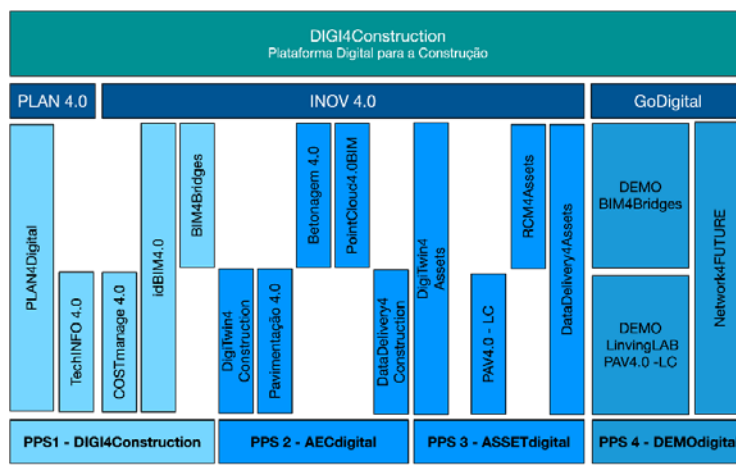 DIGI4Construction
Plataforma Digital para a Construção
PLAN 4.0
INOV 4.0
GoDigital
PLAN4Digital
TechINFO 4.0
COSTmanage 4.0
idBIM4.0
BIM4Bridges
DigiTwin4
Construction
Pavimentação 4.0
Betonagem 4.0
PointCloud4.0BIM
DataDelivery4
Construction
DigiTwin4
Assets
PAV4.0 - LC
RCM4Assets
DataDelivery4Assets
DEMO
BIM4Bridges
DEMO
LinvingLAB
PAV4.0 -LC
Network4FUTURE
PPS1 - DIGI4Construction
PPS 2 - AECdigital
PPS 3 - ASSETdigital
PPS 4 - DEMOdigital